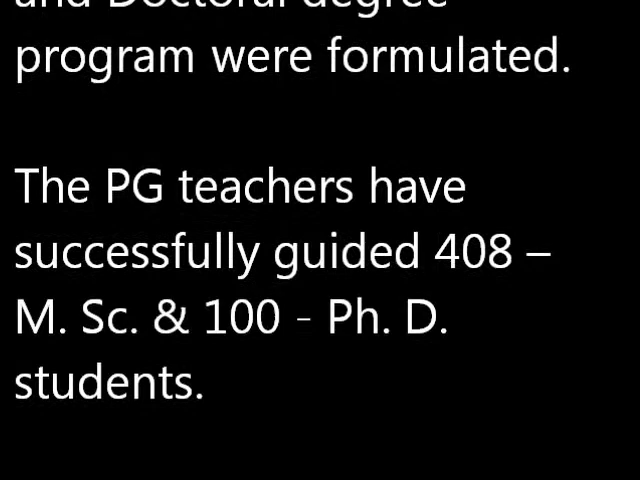 and Doctoral degree
program were formulated.
The PG teachers have
successfully guided 408 –
M. Sc. & 100 - Ph. D.
students.